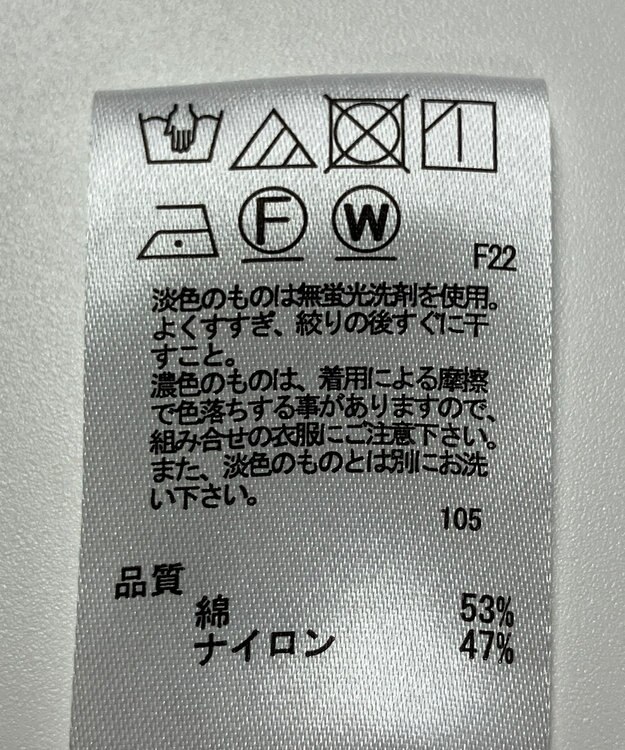 F W
F22
淡色のものは無蛍光洗剤を使用。
よくすすぎ、絞りの後すぐに干
すこと。
濃色のものは、着用による摩擦
で色落ちする事がありますので、
組み合せの衣服にご注意下さい。
また、淡色のものとは別にお洗
い下さい。
105
品質
綿 53%
ナイロン 47%